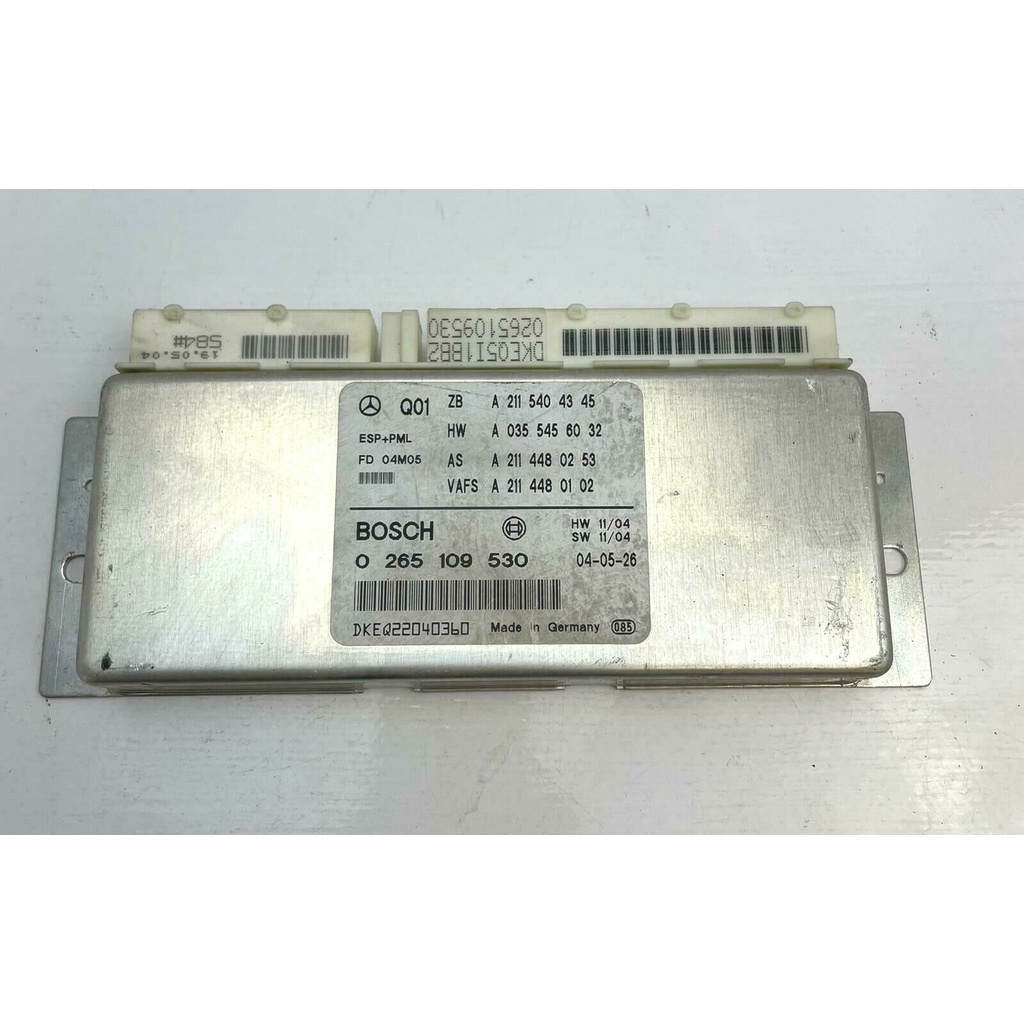 584#
19.05.04
0265109530
DKEQ5I1BB2
Q01 ZB A 211 540 43 45
HW A 035 545 60 32
ESP+PML
FD 04M05 AS A 211 448 02 53
VAFS A 211 448 01 02
BOSCH HW 11/04
SW 11/04
0 265 109 530 04-05-26
DKEQ22040360 Made in Germany 085